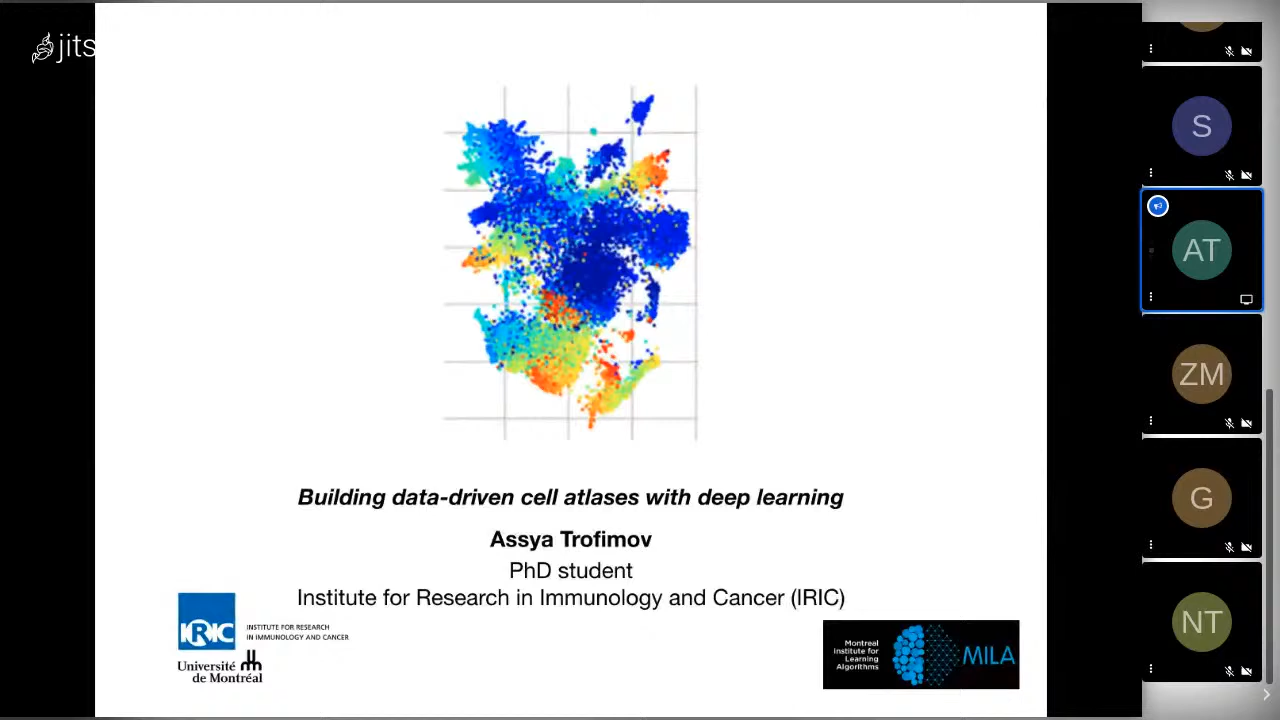 jits
S
AT
ZM
G
NT
Building data-driven cell atlases with deep learning
Assya Trofimov
PhD student
Institute for Research in Immunology and Cancer (IRIC)
IRIC
INSTITUTE FOR RESEARCH
IN IMMUNOLOGY AND CANCER
Université
de Montréal
Montreal
Institute for
Learning
Algorithms
MILA